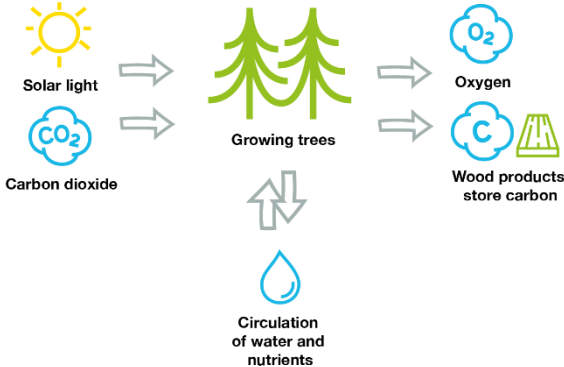 Solar light
CO2
Carbon dioxide
Growing trees
O2
Oxygen
C
Wood products
store carbon
Circulation
of water and
nutrients